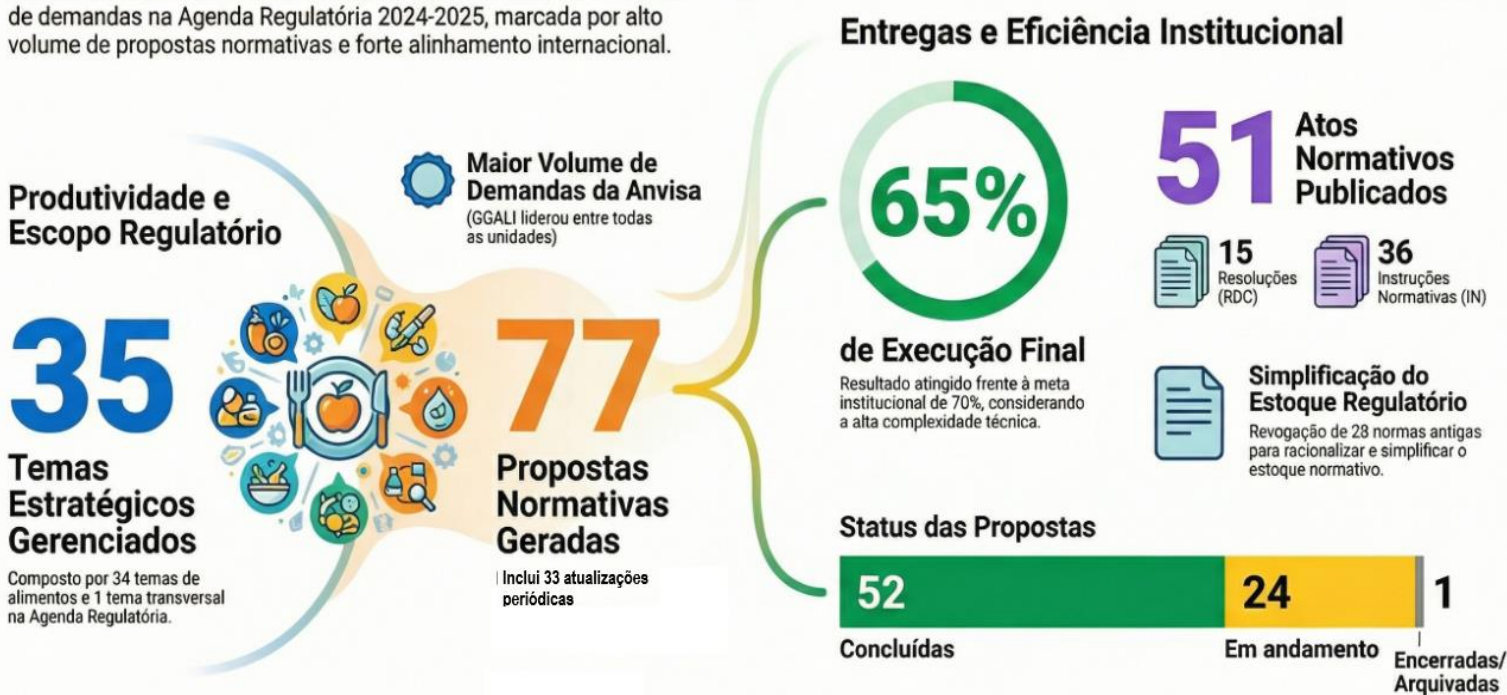 de demandas na Agenda Regulatória 2024-2025, marcada por alto
volume de propostas normativas e forte alinhamento internacional.
Produtividade e
Escopo Regulatório
Maior Volume de
Demandas da Anvisa
(GGALI liderou entre todas
as unidades)
35
Temas
Estratégicos
Gerenciados
Composto por 34 temas de
alimentos e 1 tema transversal
na Agenda Regulatória.
77
Propostas
Normativas
Geradas
Inclui 33 atualizações
periódicas
Entregas e Eficiência Institucional
65%
de Execução Final
Resultado atingido frente à meta
institucional de 70%, considerando
a alta complexidade técnica.
51
Atos
Normativos
Publicados
15
Resoluções
(RDC)
36
Instruções
Normativas (IN)
Simplificação do
Estoque Regulatório
Revogação de 28 normas antigas
para racionalizar e simplificar o
estoque normativo.
Status das Propostas
52
24
1
Concluídas
Em andamento
Encerradas/
Arquivadas